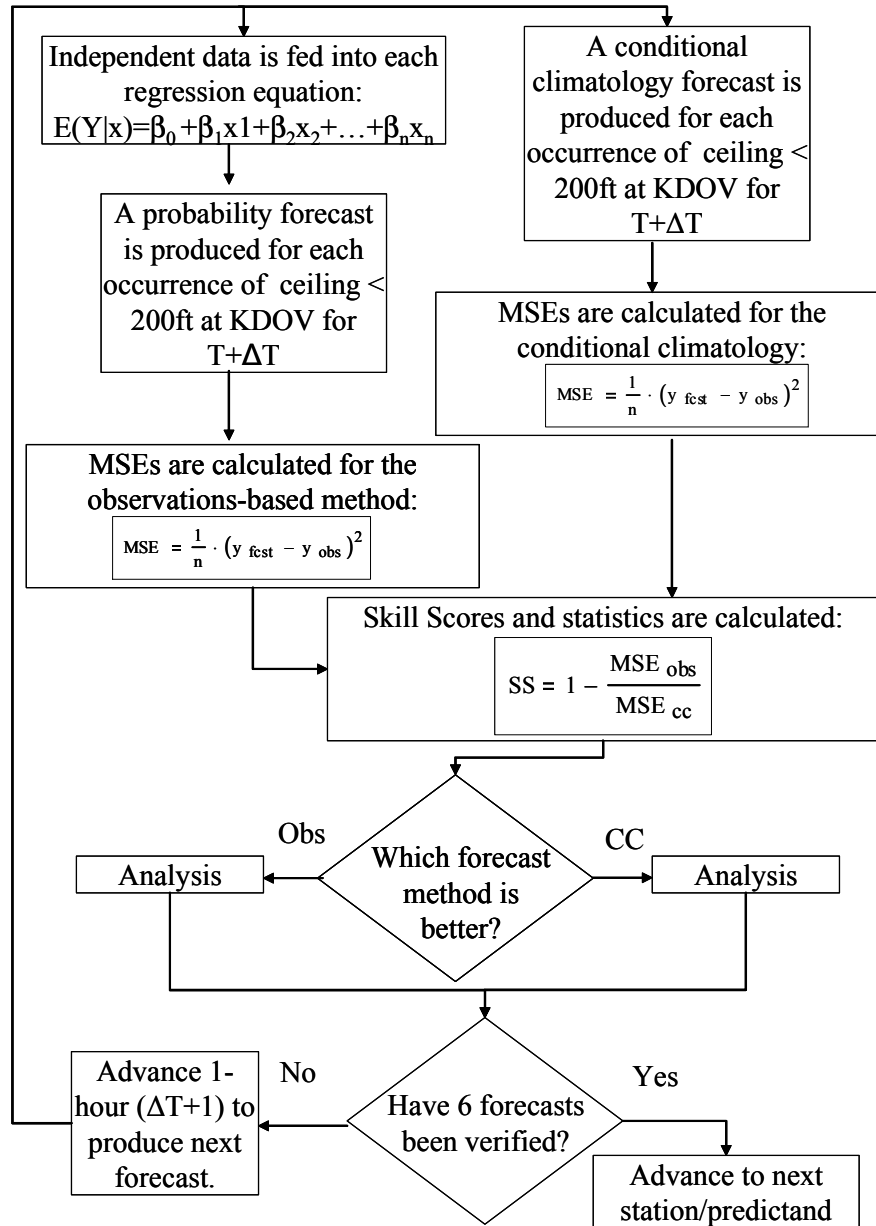 Independent data is fed into each
regression equation:
E(Y|x)=β₀+β₁x1+β₂x₂+…+βₙxₙ
A probability forecast
is produced for each
occurrence of ceiling <
200ft at KDOV for
T+ΔT
MSEs are calculated for the
observations-based method:
MSE = 1/n · (y fcst − y obs)²
A conditional
climatology forecast is
produced for each
occurrence of ceiling <
200ft at KDOV for
T+ΔT
MSEs are calculated for the
conditional climatology:
MSE = 1/n · (y fcst − y obs)²
Skill Scores and statistics are calculated:
SS = 1 − MSE obs / MSE cc
Obs
CC
Analysis
Which forecast
method is
better?
Analysis
No
Yes
Advance 1-
hour (ΔT+1) to
produce next
forecast.
Have 6 forecasts
been verified?
Advance to next
station/predictand